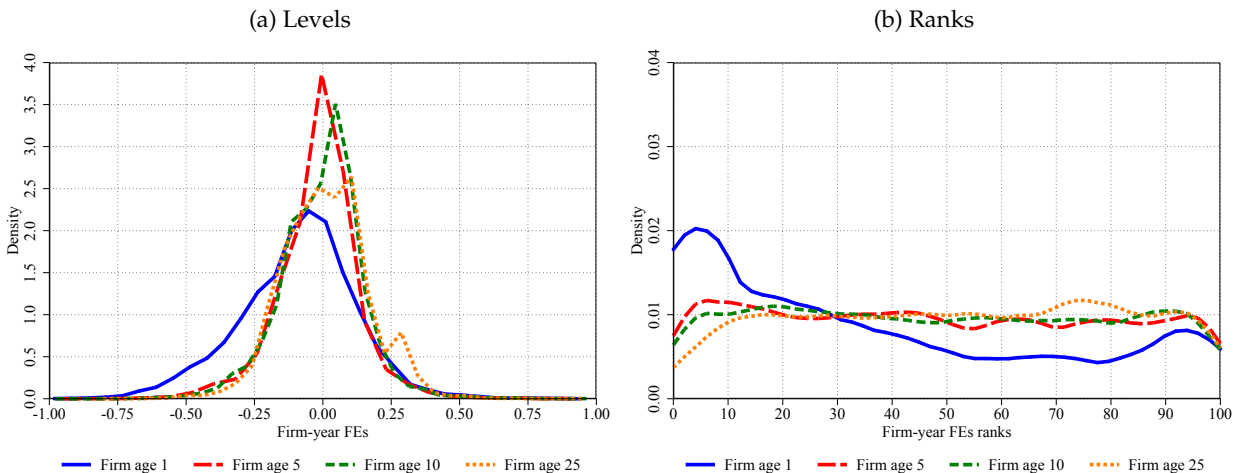 (a) Levels
(b) Ranks
Density
4.0
3.5
3.0
2.5
2.0
1.5
1.0
0.5
0.0
-1.00 -0.75 -0.50 -0.25 0.00 0.25 0.50 0.75 1.00
Firm-year FEs
Firm age 1 Firm age 5 Firm age 10 Firm age 25
Density
0.04
0.03
0.02
0.01
0.00
0 10 20 30 40 50 60 70 80 90 100
Firm-year FEs ranks
Firm age 1 Firm age 5 Firm age 10 Firm age 25